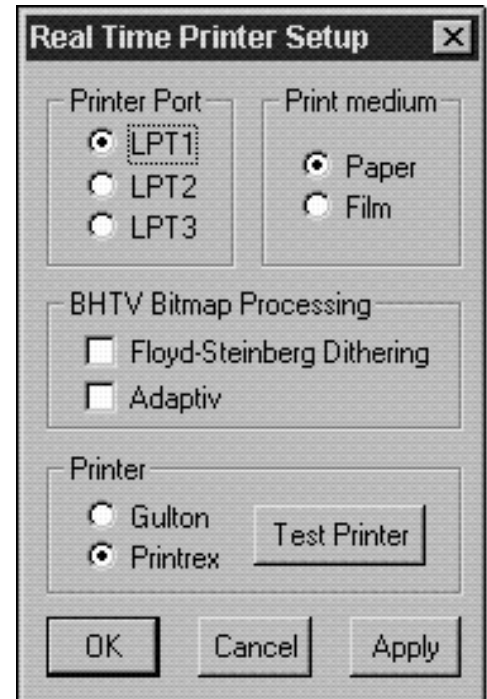 Real Time Printer Setup
Printer Port
LPT1
LPT2
LPT3
Print medium
Paper
Film
BHTV Bitmap Processing
Floyd-Steinberg Dithering
Adaptiv
Printer
Gulton
Printrex
Test Printer
OK Cancel Apply